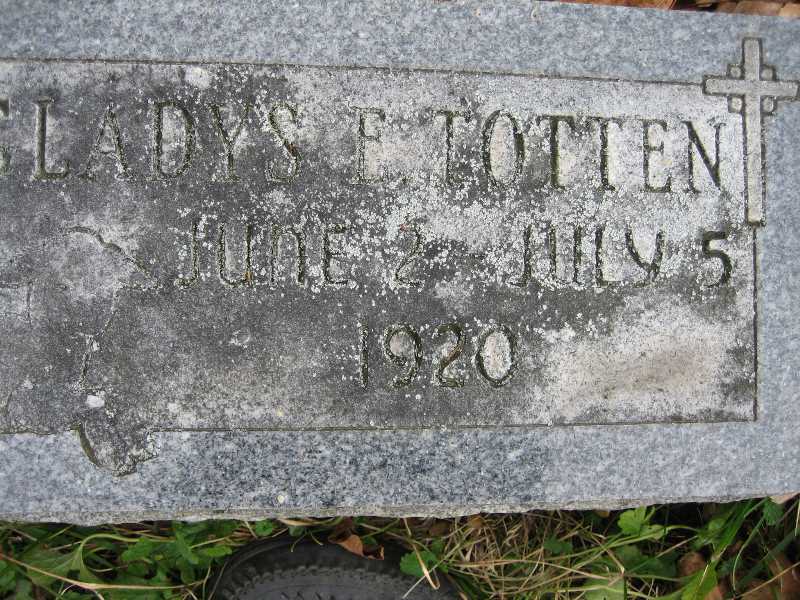 GLADYS E. TOTTEN
JUNE 2 - JULY 5
1920